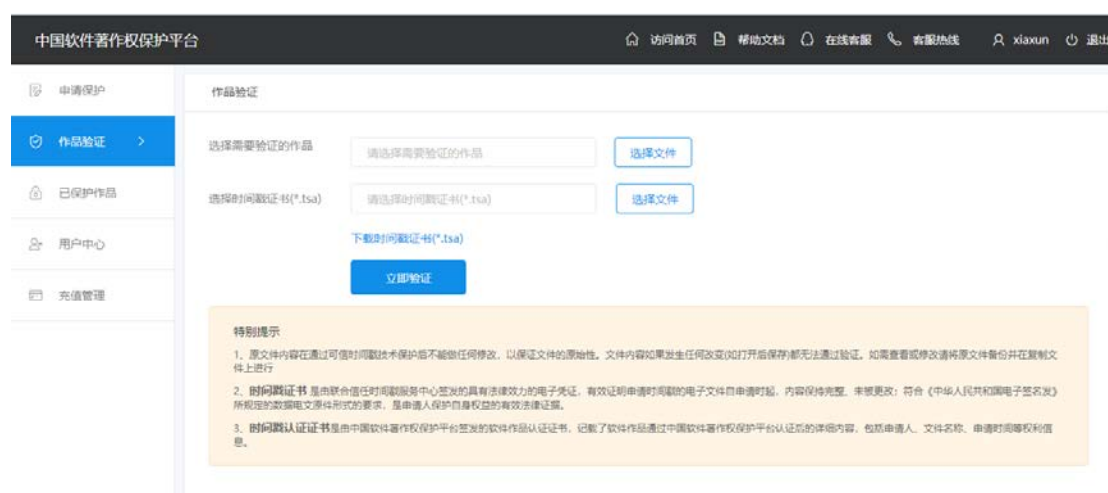 中国软件著作权保护平台
访问首页 帮助文档 在线客服 客服热线 xiaxun 退出
申请保护
作品验证
已保护作品
用户中心
充值管理
作品验证
选择需要验证的作品 请选择需要验证的作品 选择文件
选择时间戳证书(*.tsa) 请选择时间戳证书(*.tsa) 选择文件
下载时间戳证书(*.tsa)
立即验证
特别提示
1、原文件内容在通过可信时间戳技术保护后不能做任何修改，以保证文件的原始性。文件内容如果发生任何改变(如打开后保存)都无法通过验证。如需查看或修改请将原文件备份并在复制文
件上进行
2、时间戳证书 是由联合信任时间戳服务中心签发的具有法律效力的电子凭证，有效证明申请时间戳的电子文件自申请时起，内容保持完整、未被更改；符合《中华人民共和国电子签名发》
所规定的数据电文原件形式的要求，是申请人保护自身权益的有效法律证据。
3、时间戳认证证书是由中国软件著作权保护平台签发的软件作品认证证书，记载了软件作品通过中国软件著作权保护平台认证后的详细内容，包括申请人、文件名称、申请时间等权利信
息。